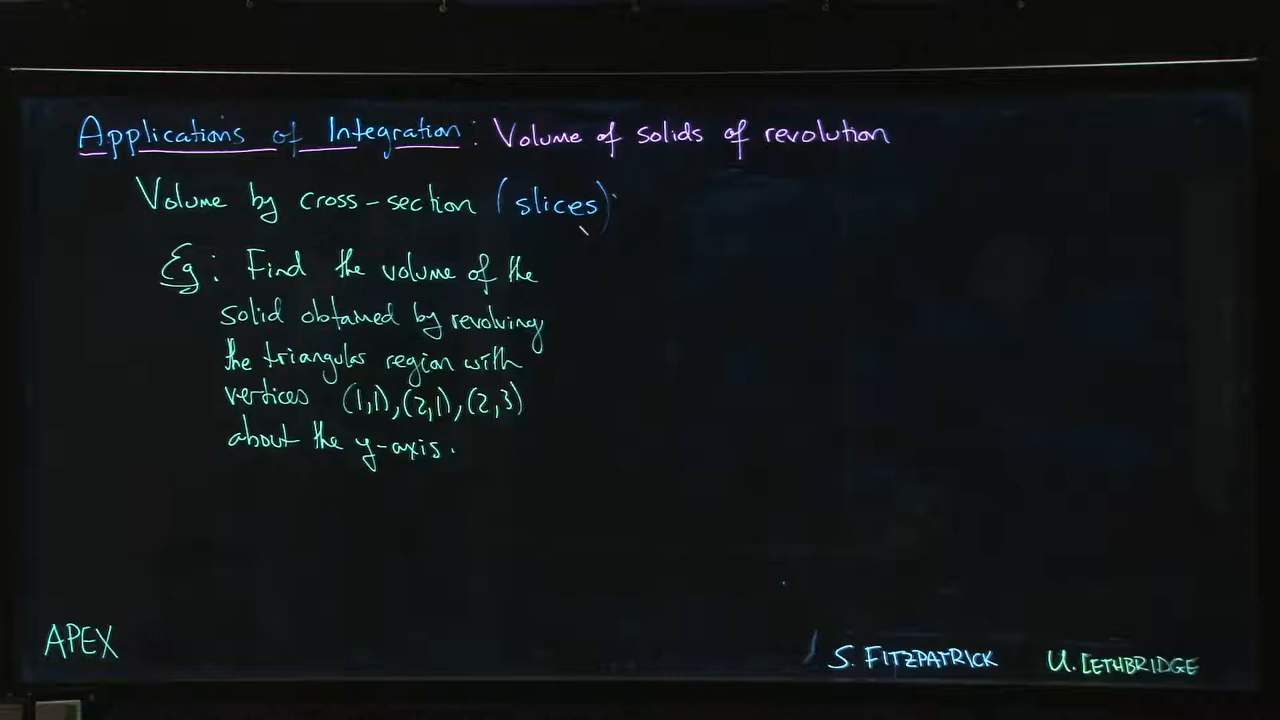 Applications of Integration: Volume of solids of revolution
Volume by cross-section (slices)
Eg: Find the volume of the
solid obtained by revolving
the triangular region with
vertices (1,1), (2,1), (2,3)
about the y-axis.
APEX
S. FITZPATRICK U. LETHBRIDGE